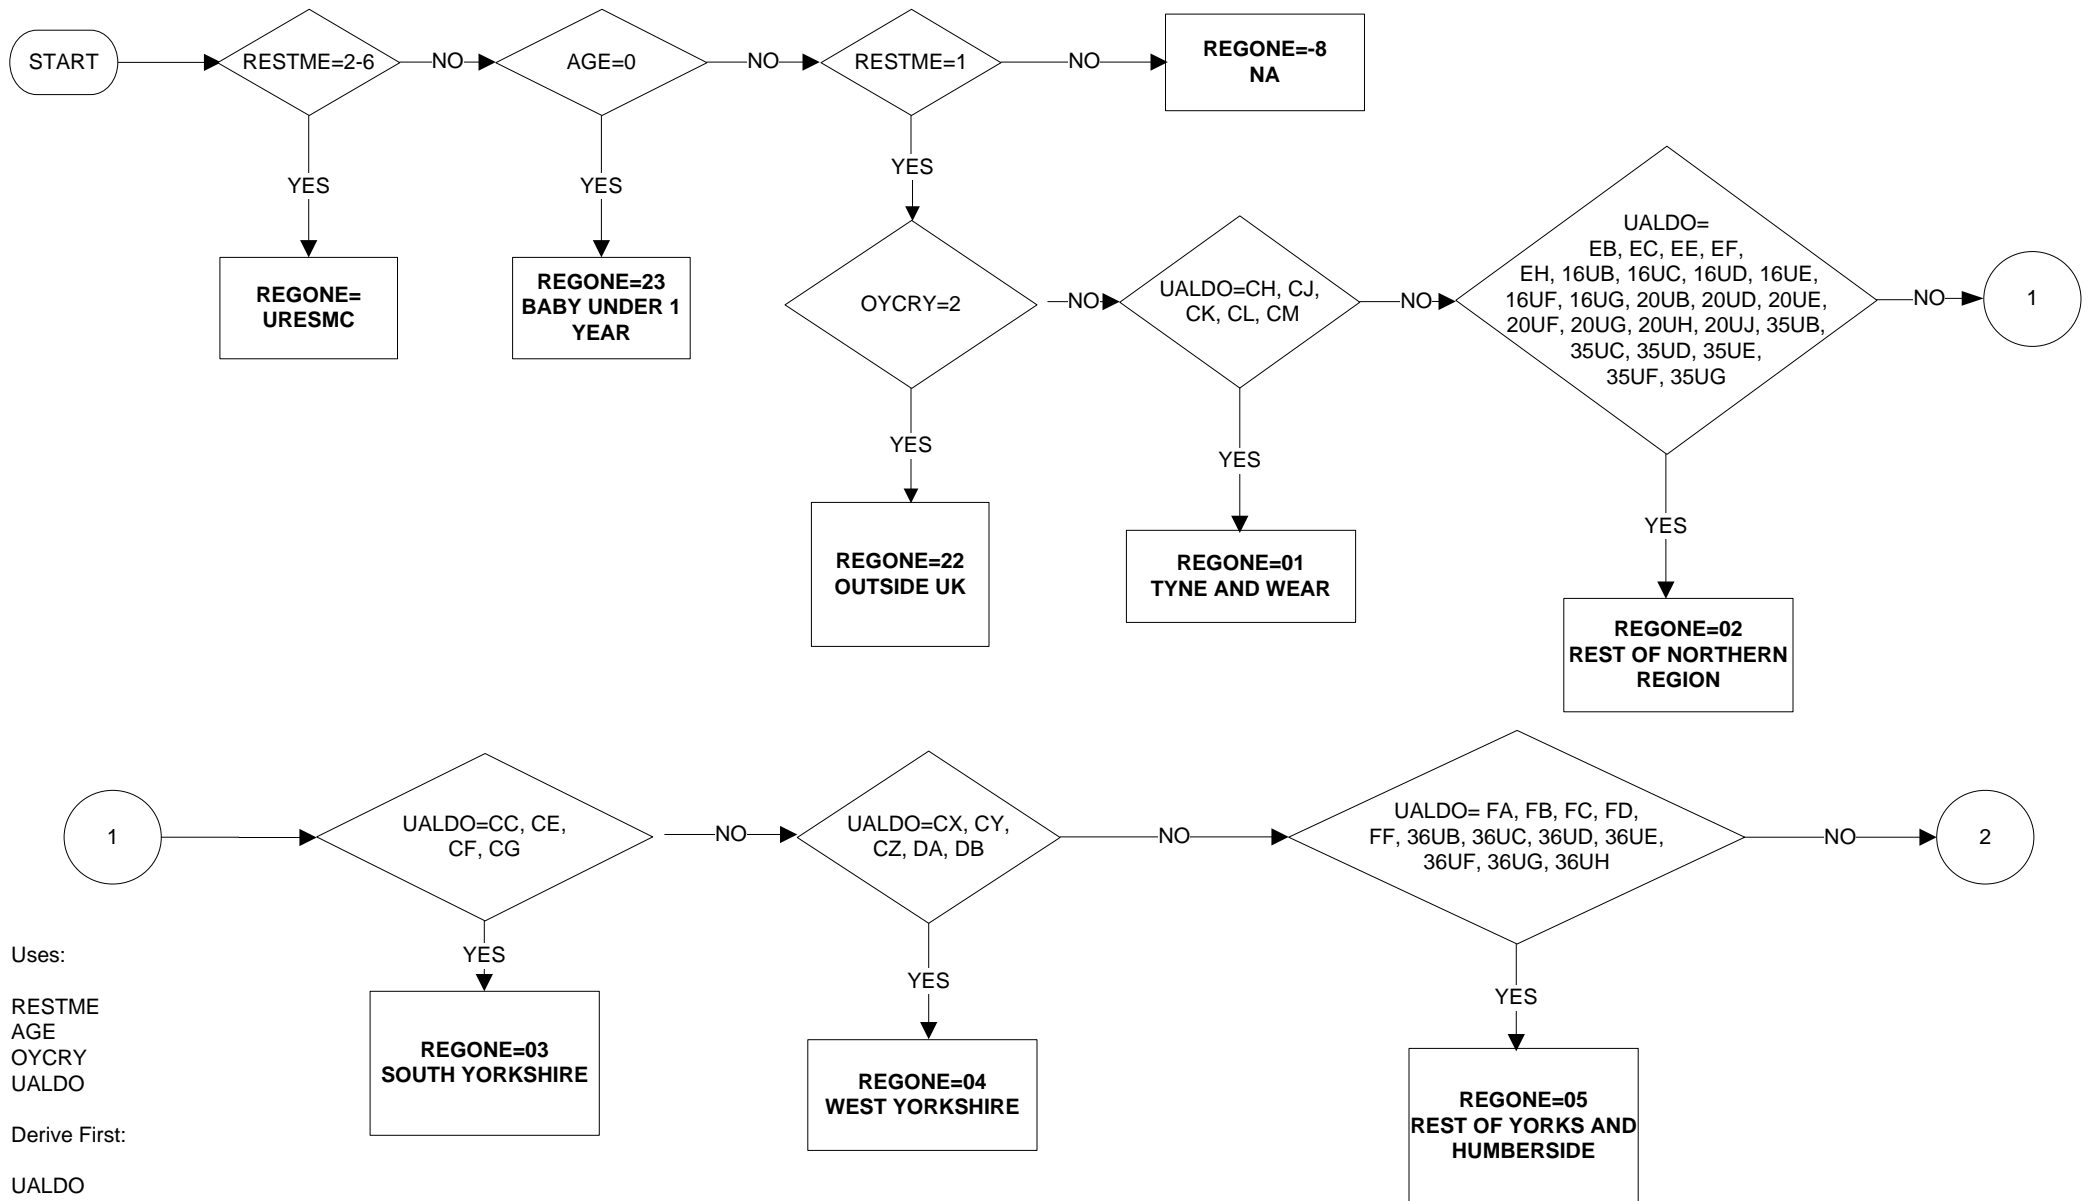 START
RESTME=2-6
NO
AGE=0
NO
RESTME=1
NO
REGONE=-8
NA
YES
YES
YES
REGONE=
URESMC
REGONE=23
BABY UNDER 1
YEAR
OYCRY=2
NO
UALDO=CH, CJ,
CK, CL, CM
NO
UALDO=
EB, EC, EE, EF,
EH, 16UB, 16UC, 16UD, 16UE,
16UF, 16UG, 20UB, 20UD, 20UE,
20UF, 20UG, 20UH, 20UJ, 35UB,
35UC, 35UD, 35UE,
35UF, 35UG
NO
1
YES
YES
YES
REGONE=22
OUTSIDE UK
REGONE=01
TYNE AND WEAR
REGONE=02
REST OF NORTHERN
REGION
1
UALDO=CC, CE,
CF, CG
NO
UALDO=CX, CY,
CZ, DA, DB
NO
UALDO= FA, FB, FC, FD,
FF, 36UB, 36UC, 36UD, 36UE,
36UF, 36UG, 36UH
NO
2
YES
YES
YES
REGONE=03
SOUTH YORKSHIRE
REGONE=04
WEST YORKSHIRE
REGONE=05
REST OF YORKS AND
HUMBERSIDE
Uses:
RESTME
AGE
OYCRY
UALDO
Derive First:
UALDO